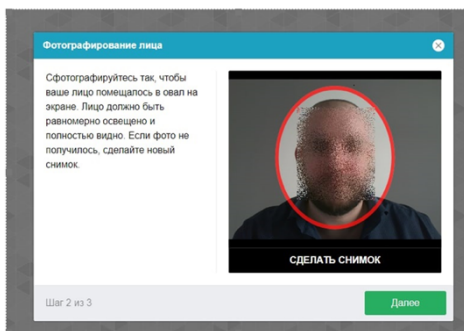 Фотографирование лица
Сфотографируйтесь так, чтобы
ваше лицо помещалось в овал на
экране. Лицо должно быть
равномерно освещено и
полностью видно. Если фото не
получилось, сделайте новый
снимок.
СДЕЛАТЬ СНИМОК
Шаг 2 из 3
Далее